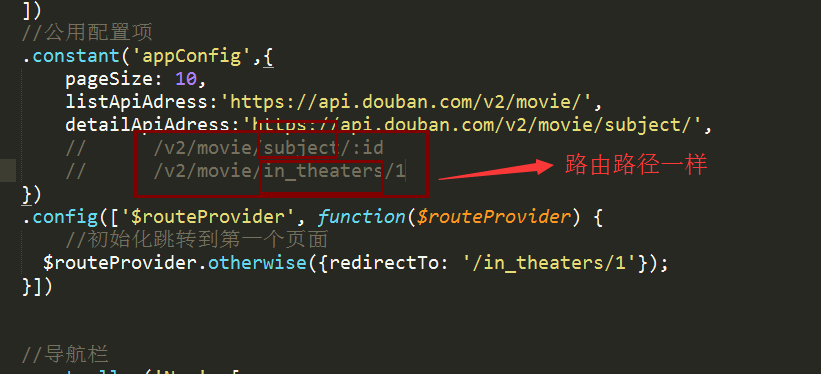 ])
//公用配置项
.constant('appConfig',{
pageSize: 10,
listApiAdress:'https://api.douban.com/v2/movie/',
detailApiAdress:'https://api.douban.com/v2/movie/subject/',
// /v2/movie/subject/:id
// /v2/movie/in_theaters/1
路由路径一样
})
.config(['$routeProvider', function($routeProvider) {
//初始化跳转到第一个页面
$routeProvider.otherwise({redirectTo: '/in_theaters/1'});
}])
//导航栏